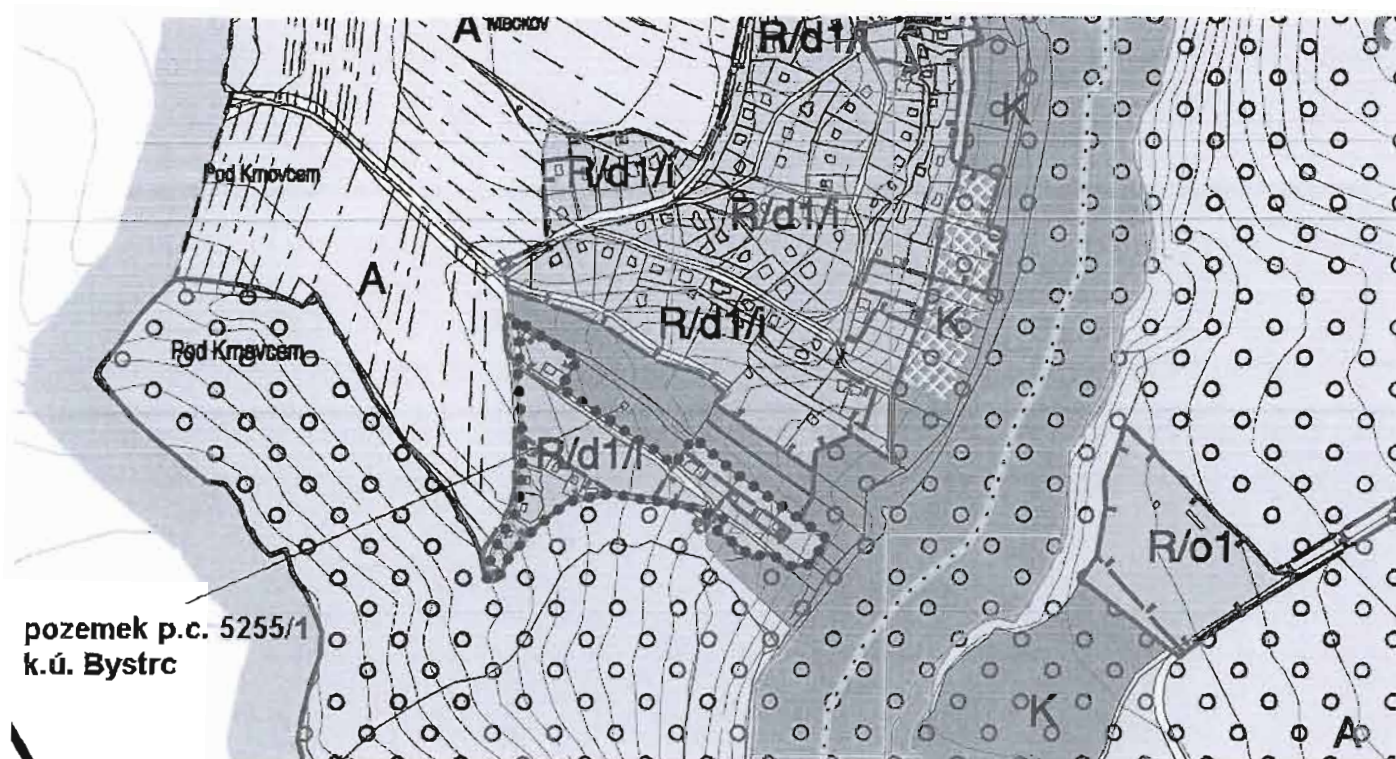 A
R/d1/i
K
Pod Krnovcem
R/d1/i
R/d1/i
A
K
R/d1/i
Pod Krnovcem
R/d1/i
R/o1
pozemek p.c. 5255/1
k.ú. Bystrc
K
A